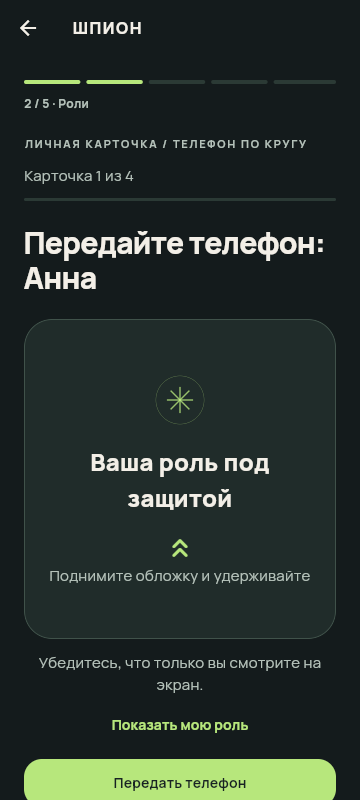 ШПИОН
2 / 5 · Роли
ЛИЧНАЯ КАРТОЧКА / ТЕЛЕФОН ПО КРУГУ
Карточка 1 из 4
Передайте телефон:
Анна
Ваша роль под
защитой
Поднимите обложку и удерживайте
Убедитесь, что только вы смотрите на
экран.
Показать мою роль
Передать телефон